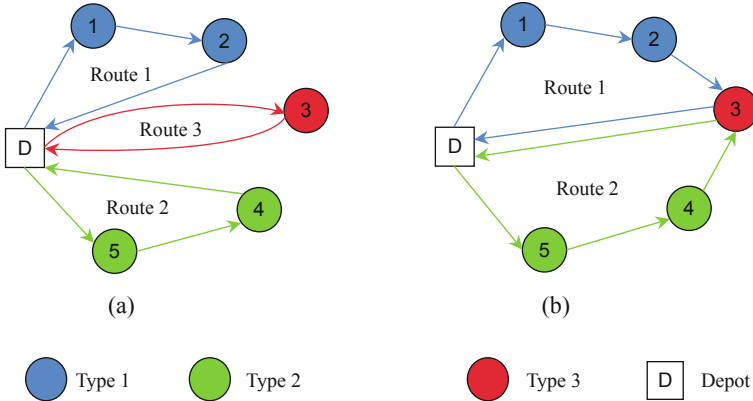 1
2
Route 1
3
Route 3
D
Route 2
4
5
(a)
1
2
Route 1
3
D
Route 2
4
5
(b)
Type 1
Type 2
Type 3
D Depot